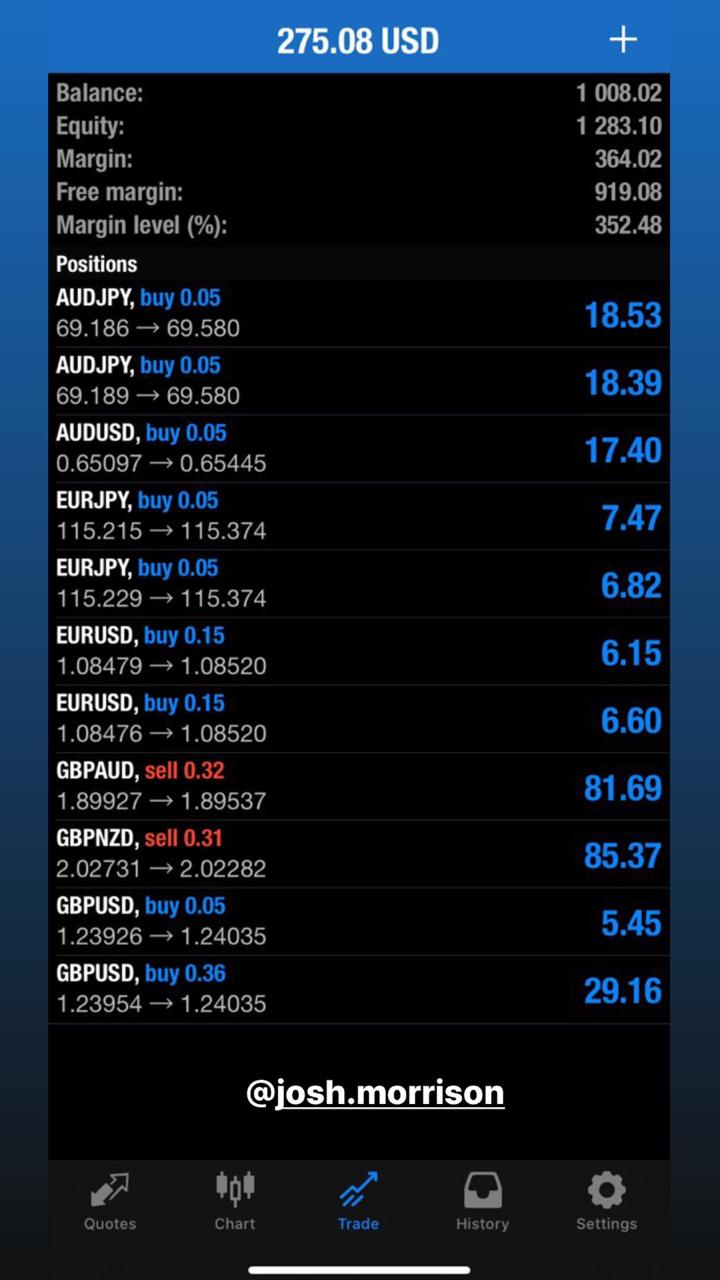 275.08 USD +
Balance: 1 008.02
Equity: 1 283.10
Margin: 364.02
Free margin: 919.08
Margin level (%): 352.48
Positions
AUDJPY, buy 0.05
69.186 → 69.580 18.53
AUDJPY, buy 0.05
69.189 → 69.580 18.39
AUDUSD, buy 0.05
0.65097 → 0.65445 17.40
EURJPY, buy 0.05
115.215 → 115.374 7.47
EURJPY, buy 0.05
115.229 → 115.374 6.82
EURUSD, buy 0.15
1.08479 → 1.08520 6.15
EURUSD, buy 0.15
1.08476 → 1.08520 6.60
GBPAUD, sell 0.32
1.89927 → 1.89537 81.69
GBPNZD, sell 0.31
2.02731 → 2.02282 85.37
GBPUSD, buy 0.05
1.23926 → 1.24035 5.45
GBPUSD, buy 0.36
1.23954 → 1.24035 29.16
@josh.morrison
Quotes Chart Trade History Settings